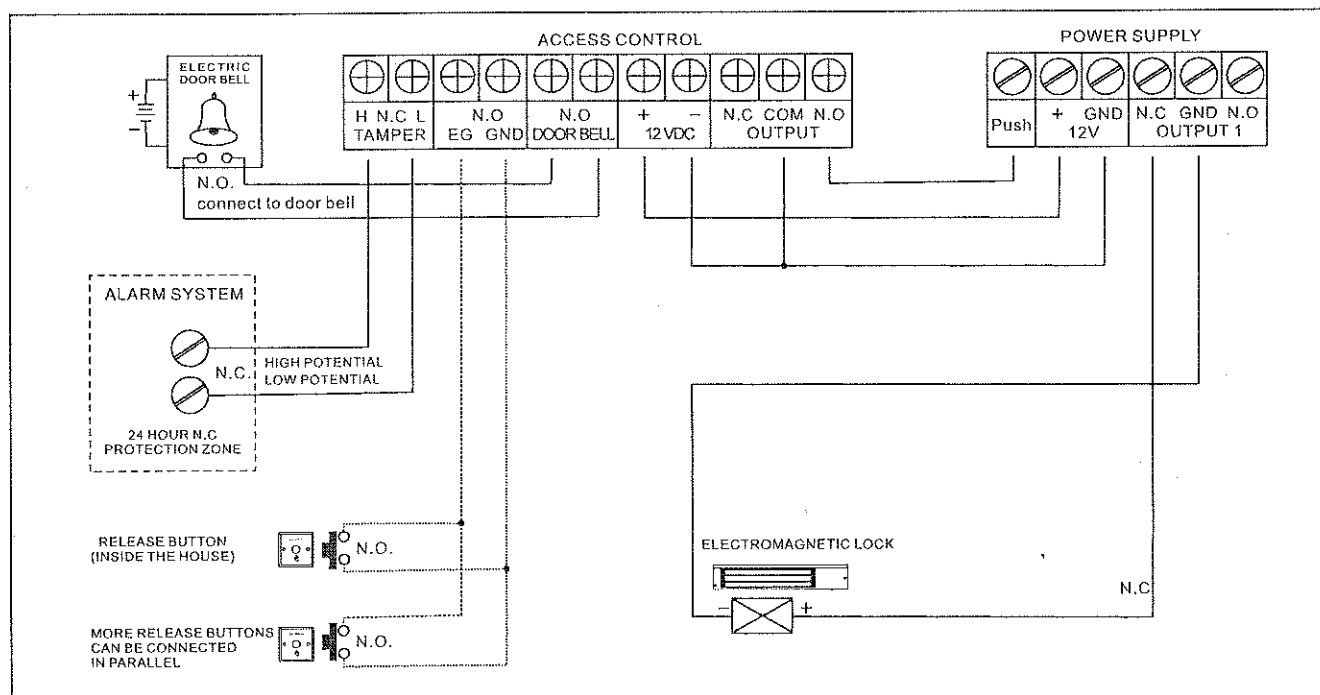 ACCESS CONTROL
POWER SUPPLY
ELECTRIC
DOOR BELL
+
−
H N.C L
TAMPER
N.O
EG GND
N.O
DOOR BELL
+ −
12 VDC
N.C COM N.O
OUTPUT
Push
+ GND
12V
N.C GND N.O
OUTPUT 1
N.O.
connect to door bell
ALARM SYSTEM
N.C.
HIGH POTENTIAL
LOW POTENTIAL
24 HOUR N.C
PROTECTION ZONE
RELEASE BUTTON
(INSIDE THE HOUSE)
N.O.
ELECTROMAGNETIC LOCK
− +
N.C
MORE RELEASE BUTTONS
CAN BE CONNECTED
IN PARALLEL
N.O.